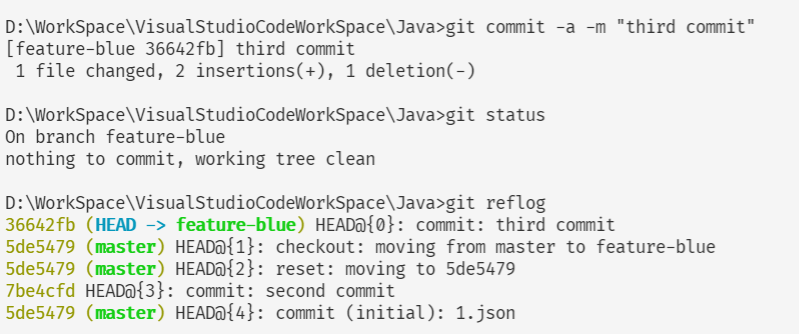 D:\WorkSpace\VisualStudioCodeWorkSpace\Java>git commit -a -m "third commit"
[feature-blue 36642fb] third commit
 1 file changed, 2 insertions(+), 1 deletion(-)

D:\WorkSpace\VisualStudioCodeWorkSpace\Java>git status
On branch feature-blue
nothing to commit, working tree clean

D:\WorkSpace\VisualStudioCodeWorkSpace\Java>git reflog
36642fb (HEAD -> feature-blue) HEAD@{0}: commit: third commit
5de5479 (master) HEAD@{1}: checkout: moving from master to feature-blue
5de5479 (master) HEAD@{2}: reset: moving to 5de5479
7be4cfd HEAD@{3}: commit: second commit
5de5479 (master) HEAD@{4}: commit (initial): 1.json